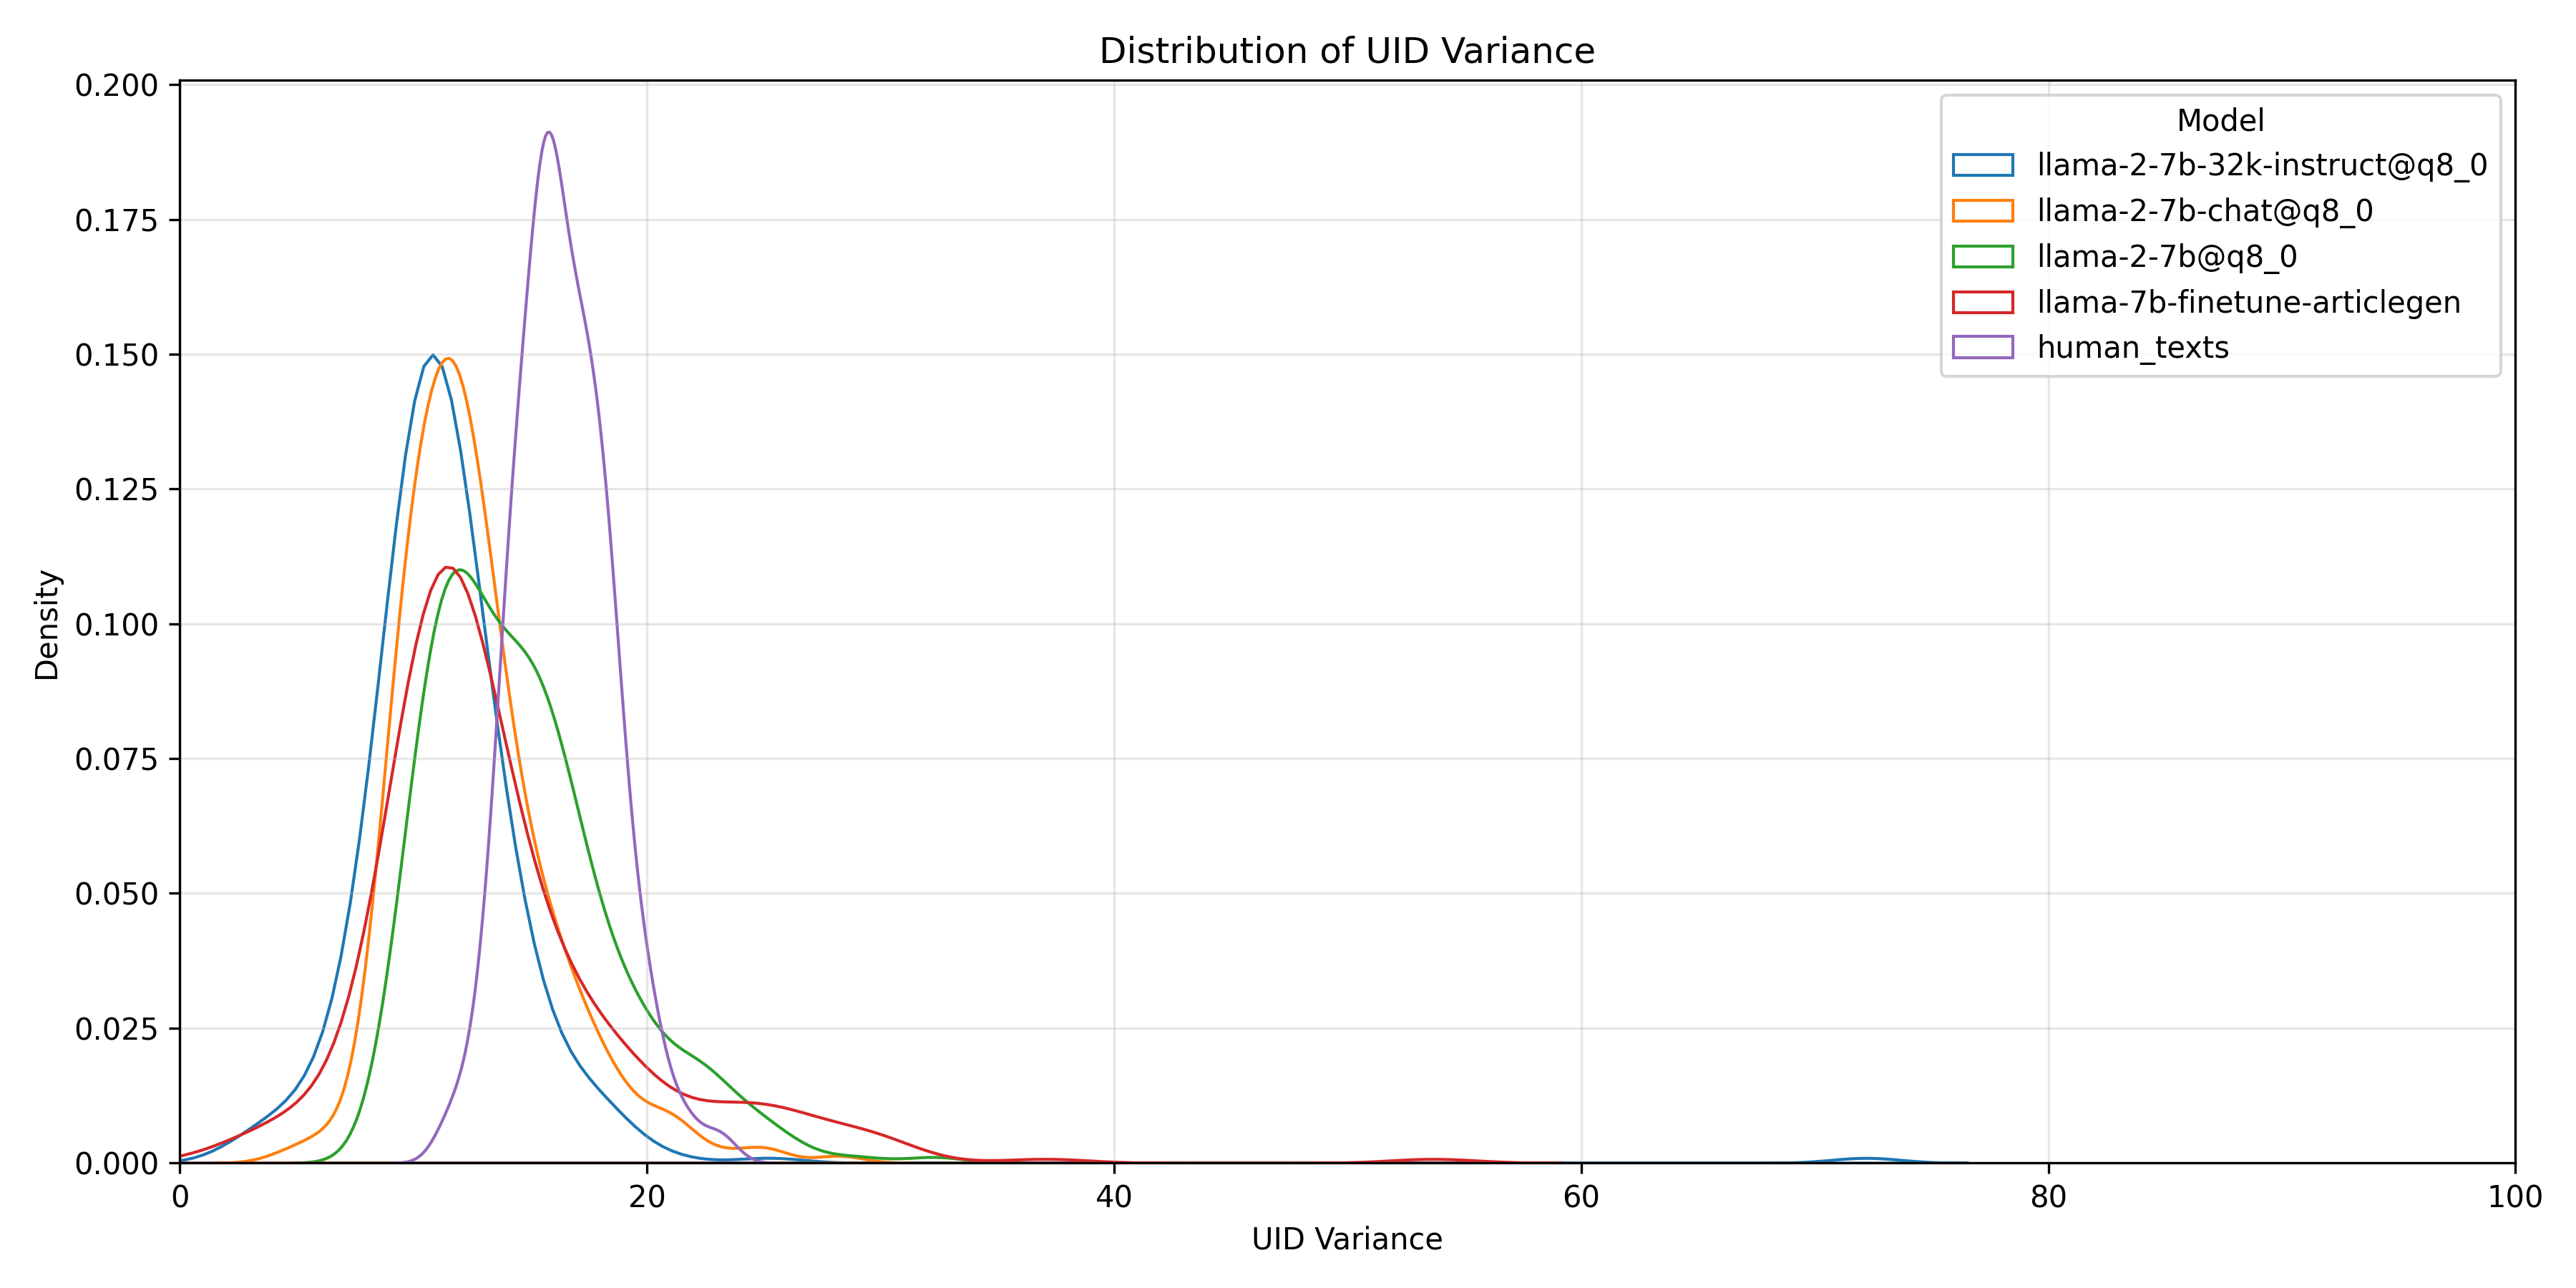 Distribution of UID Variance
0.200
0.175
0.150
0.125
0.100
0.075
0.050
0.025
0.000
Density
0
20
40
60
80
100
UID Variance
Model
llama-2-7b-32k-instruct@q8_0
llama-2-7b-chat@q8_0
llama-2-7b@q8_0
llama-7b-finetune-articlegen
human_texts